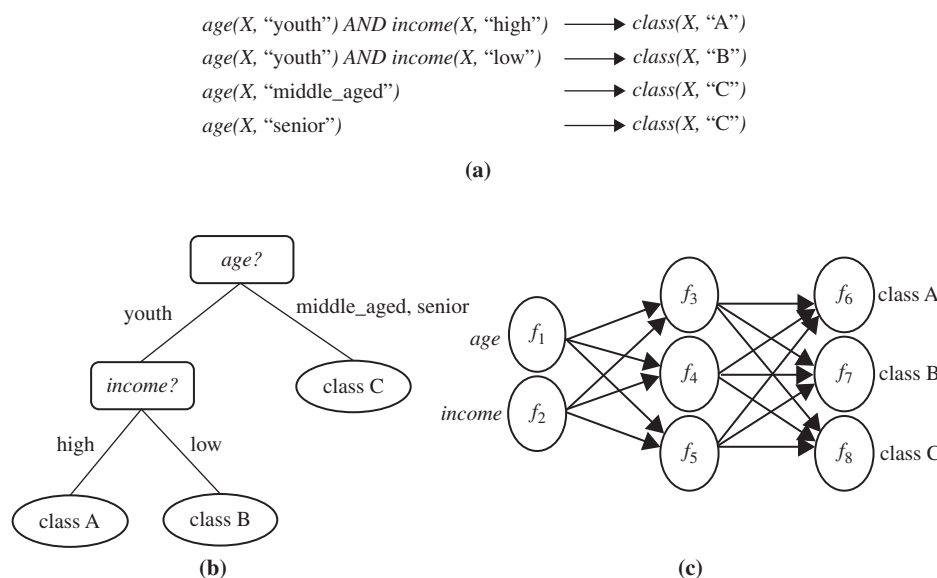 age(X, “youth”) AND income(X, “high”) class(X, “A”)
age(X, “youth”) AND income(X, “low”) class(X, “B”)
age(X, “middle_aged”) class(X, “C”)
age(X, “senior”) class(X, “C”)
(a)
age?
youth
middle_aged, senior
income?
class C
high
low
class A
class B
(b)
age
income
f1
f2
f3
f4
f5
f6
f7
f8
class A
class B
class C
(c)